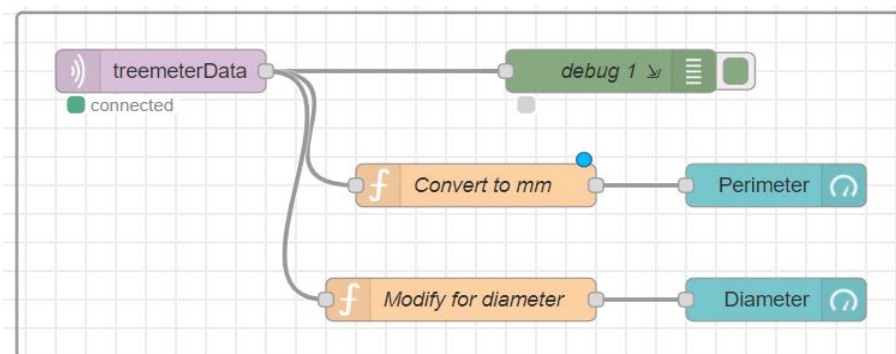 treemeterData
debug 1
connected
Convert to mm
Perimeter
Modify for diameter
Diameter